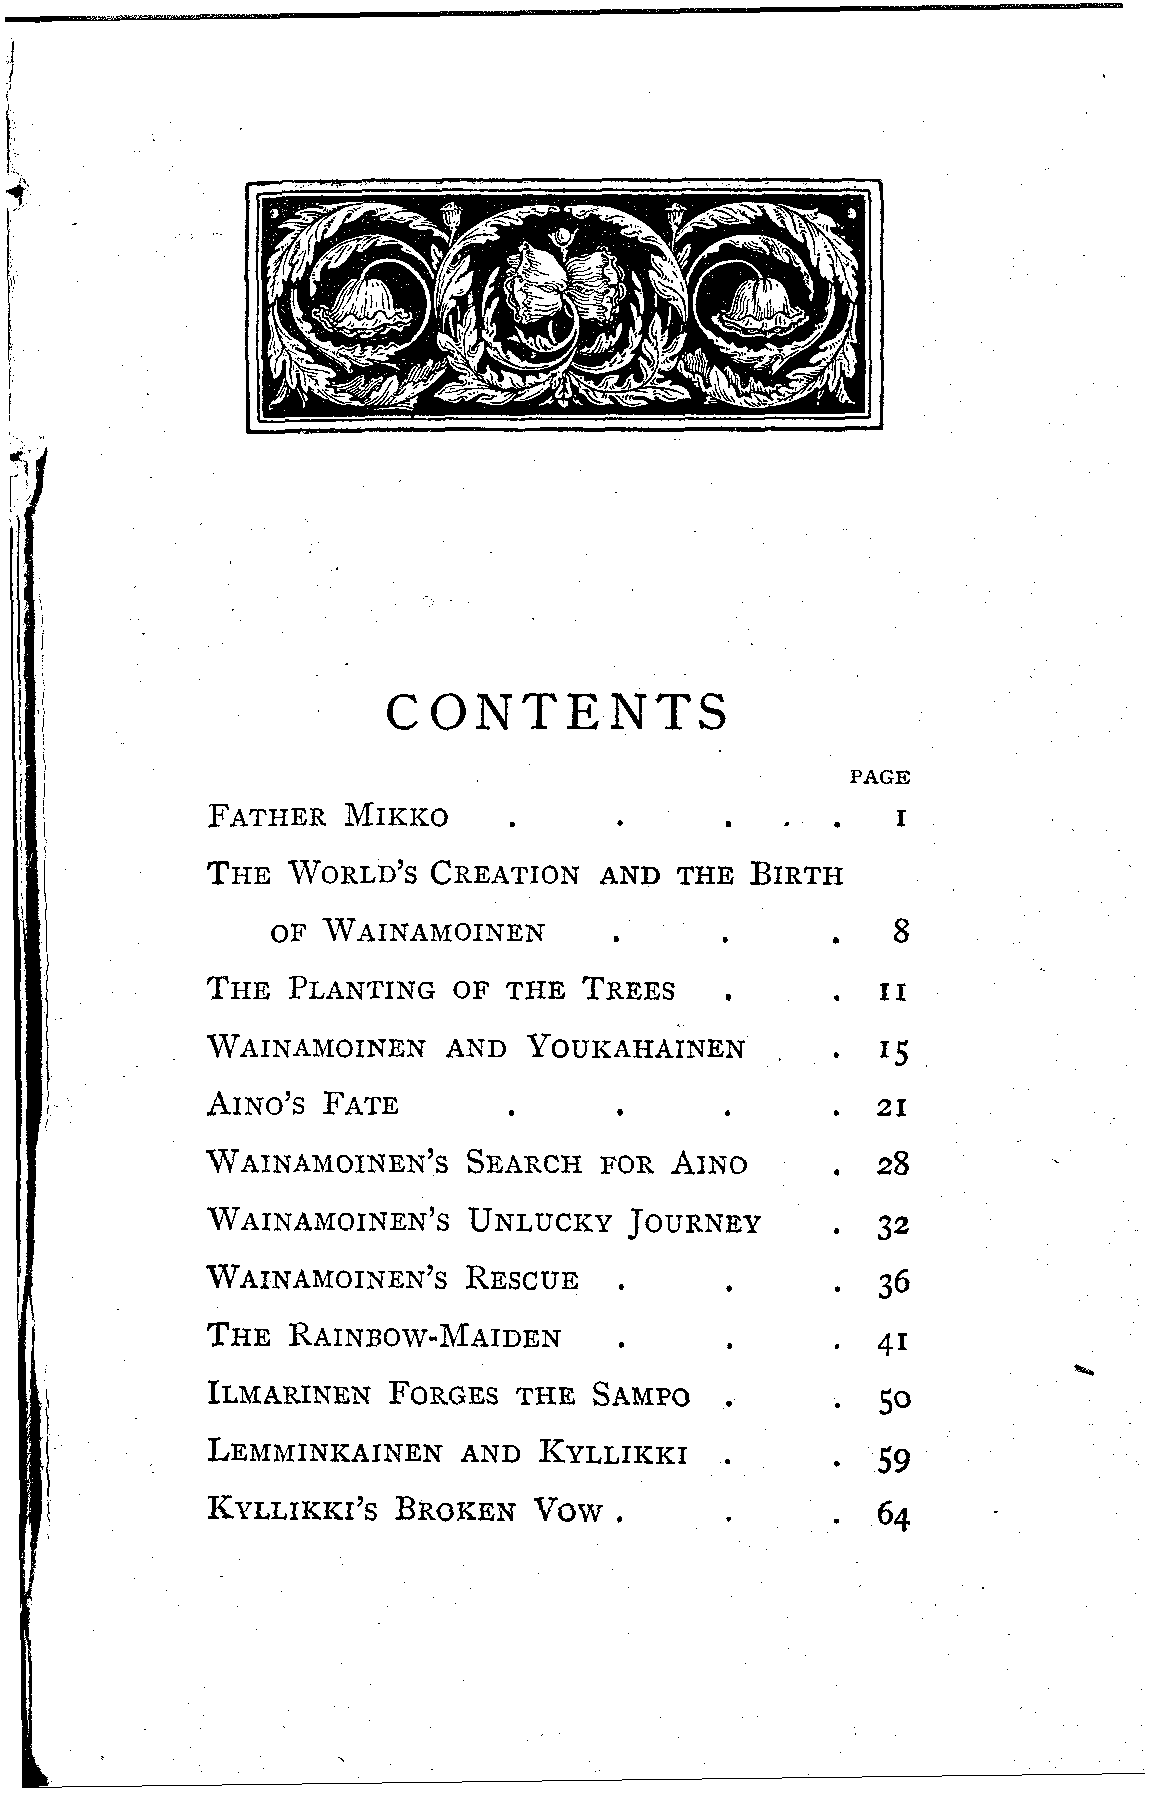 CONTENTS
PAGE
FATHER MIKKO . . . . . 1
THE WORLD'S CREATION AND THE BIRTH
OF WAINAMOINEN . . . 8
THE PLANTING OF THE TREES . . 11
WAINAMOINEN AND YOUKAHAINEN . . 15
AINO'S FATE . . . . 21
WAINAMOINEN'S SEARCH FOR AINO . 28
WAINAMOINEN'S UNLUCKY JOURNEY . 32
WAINAMOINEN'S RESCUE . . . 36
THE RAINBOW-MAIDEN . . . 41
ILMARINEN FORGES THE SAMPO . . 50
LEMMINKAINEN AND KYLLIKKI . . 59
KYLLIKKI'S BROKEN VOW . . . 64